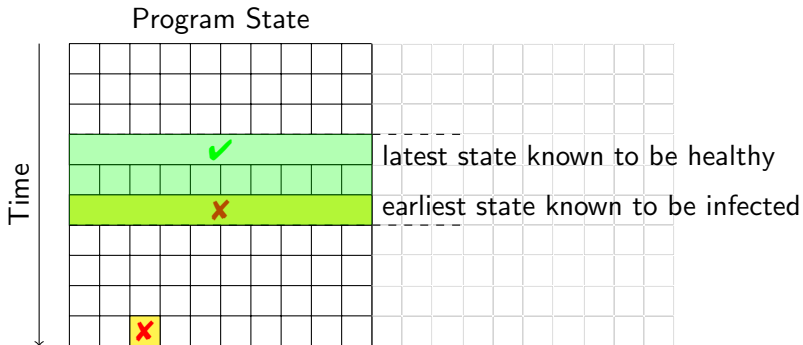 Program State
✔
latest state known to be healthy
Time
✘
earliest state known to be infected
✘